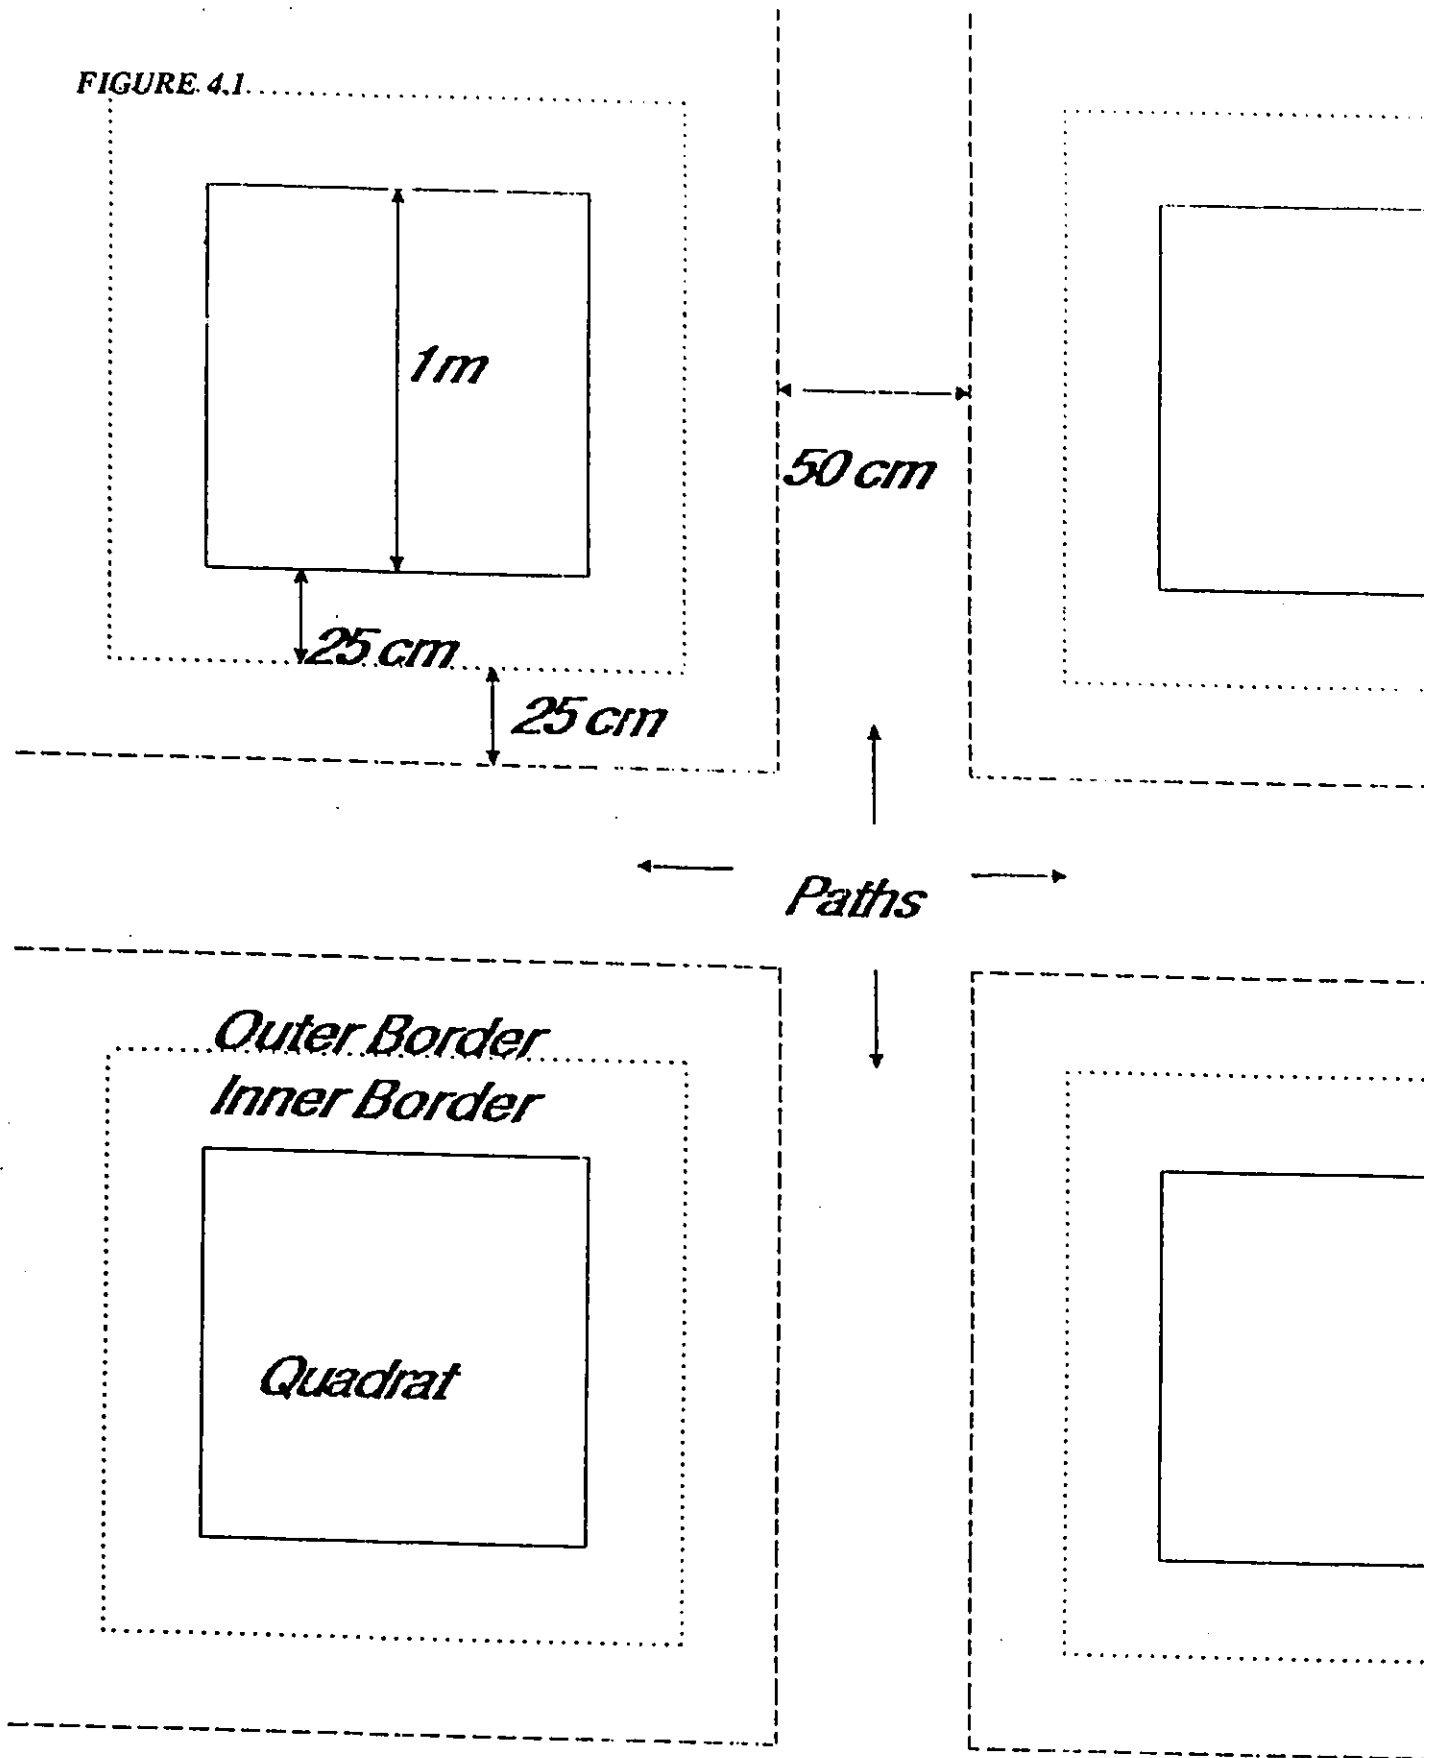 FIGURE 4.1
1m
50 cm
25 cm
25 cm
Paths
Outer Border
Inner Border
Quadrat